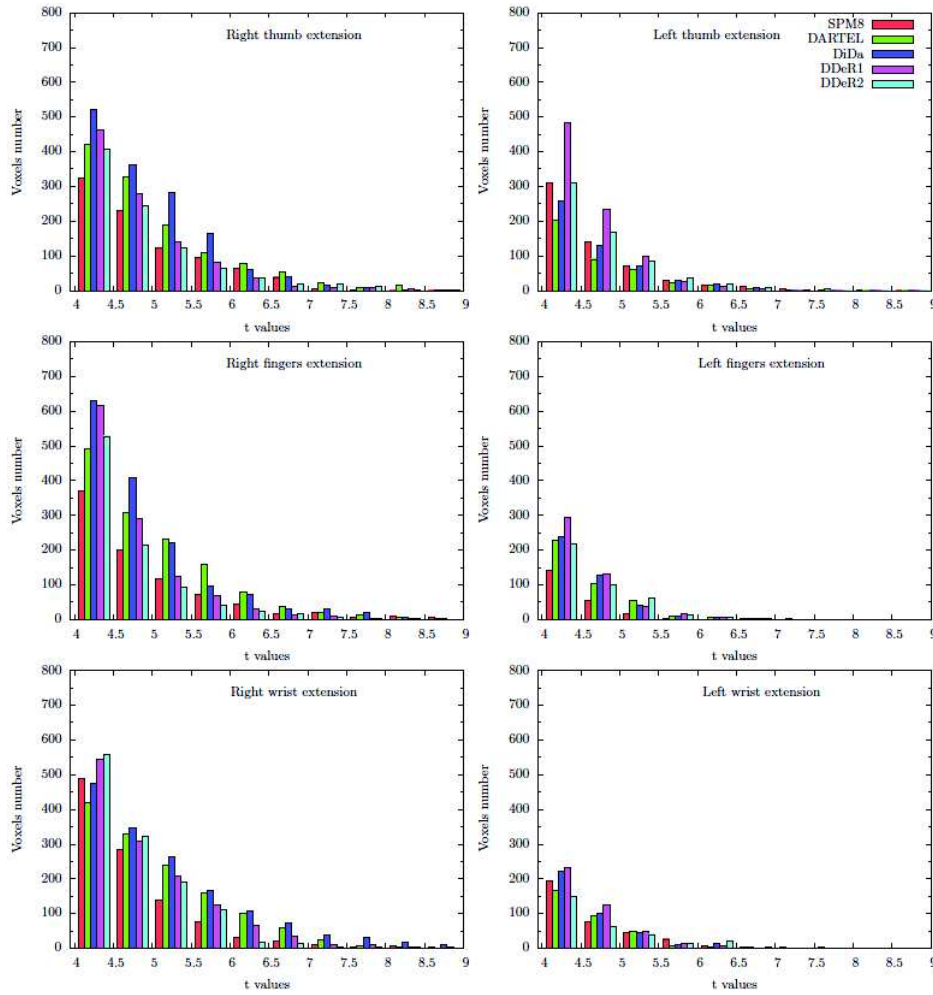 Right thumb extension
800
700
600
500
400
300
200
100
0
Voxels number
4 4.5 5 5.5 6 6.5 7 7.5 8 8.5 9
t values
Left thumb extension
SPM8
DARTEL
DiDa
DDeR1
DDeR2
800
700
600
500
400
300
200
100
0
Voxels number
4 4.5 5 5.5 6 6.5 7 7.5 8 8.5 9
t values
Right fingers extension
800
700
600
500
400
300
200
100
0
Voxels number
4 4.5 5 5.5 6 6.5 7 7.5 8 8.5 9
t values
Left fingers extension
800
700
600
500
400
300
200
100
0
Voxels number
4 4.5 5 5.5 6 6.5 7 7.5 8 8.5 9
t values
Right wrist extension
800
700
600
500
400
300
200
100
0
Voxels number
4 4.5 5 5.5 6 6.5 7 7.5 8 8.5 9
t values
Left wrist extension
800
700
600
500
400
300
200
100
0
Voxels number
4 4.5 5 5.5 6 6.5 7 7.5 8 8.5 9
t values